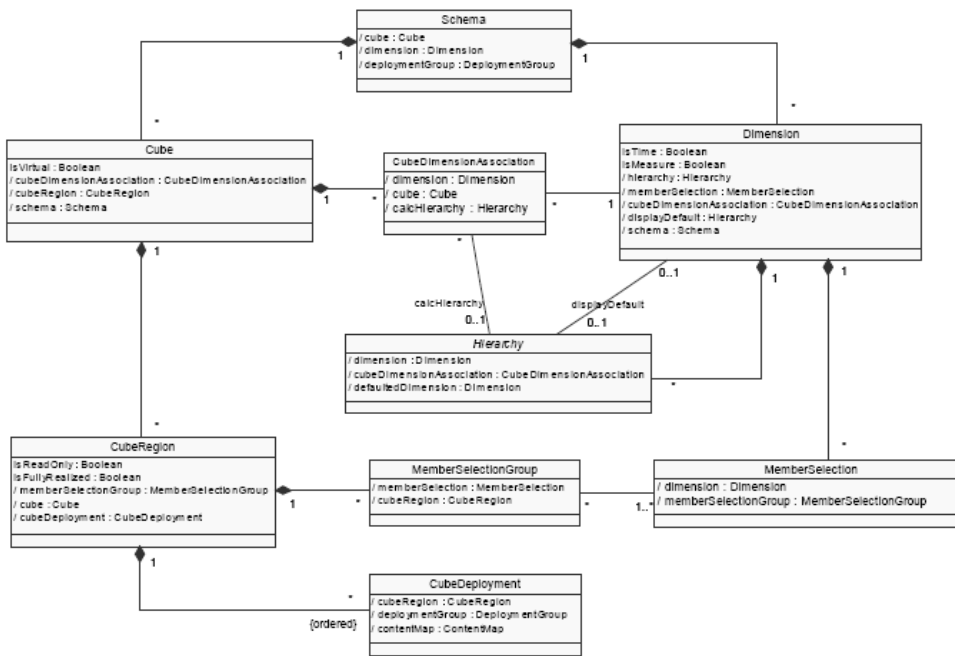 Schema
/ cube : Cube
/ dimension : Dimension
/ deploymentGroup : DeploymentGroup
1
1
*
*
Cube
isVirtual : Boolean
/ cubeDimensionAssociation : CubeDimensionAssociation
/ cubeRegion : CubeRegion
/ schema : Schema
1
*
1
CubeDimensionAssociation
/ dimension : Dimension
/ cube : Cube
/ calcHierarchy : Hierarchy
*
*
1
Dimension
isTime : Boolean
isMeasure : Boolean
/ hierarchy : Hierarchy
/ memberSelection : MemberSelection
/ cubeDimensionAssociation : CubeDimensionAssociation
/ displayDefault : Hierarchy
/ schema : Schema
0..1
1
1
calcHierarchy
0..1
displayDefault
0..1
Hierarchy
/ dimension : Dimension
/ cubeDimensionAssociation : CubeDimensionAssociation
/ defaultedDimension : Dimension
*
*
*
CubeRegion
isReadOnly : Boolean
isFullyRealized : Boolean
/ memberSelectionGroup : MemberSelectionGroup
/ cube : Cube
/ cubeDeployment : CubeDeployment
1
*
1
MemberSelectionGroup
/ memberSelection : MemberSelection
/ cubeRegion : CubeRegion
*
1..*
MemberSelection
/ dimension : Dimension
/ memberSelectionGroup : MemberSelectionGroup
*
{ordered}
CubeDeployment
/ cubeRegion : CubeRegion
/ deploymentGroup : DeploymentGroup
/ contentMap : ContentMap